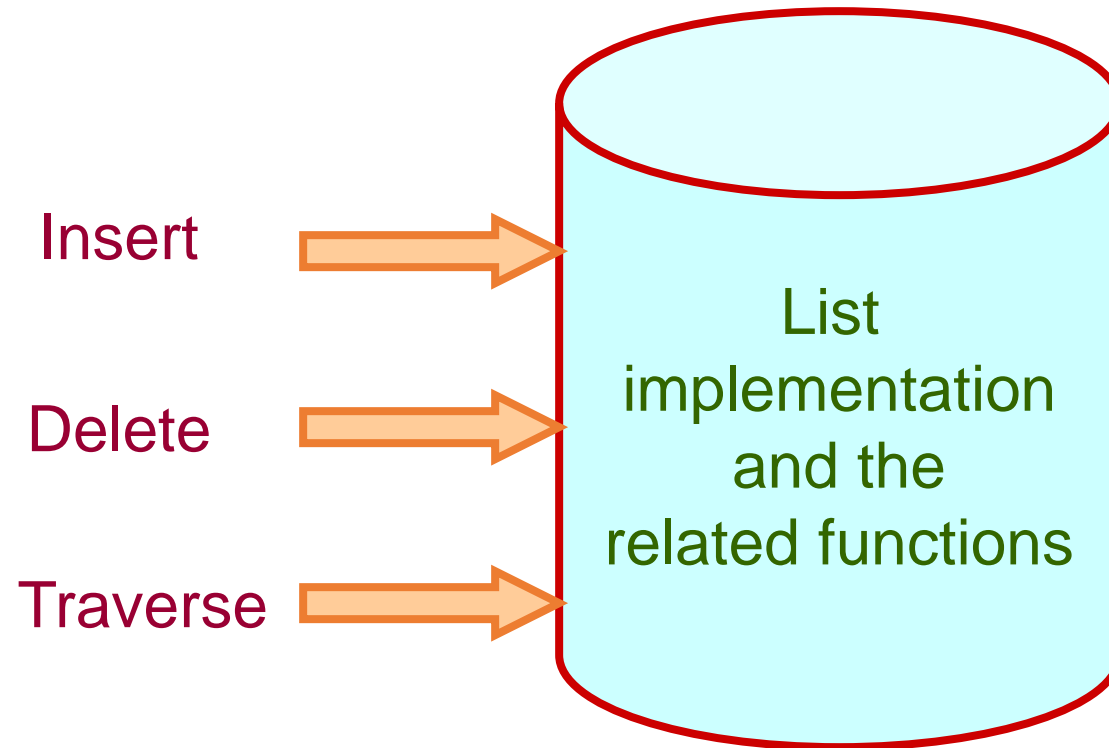 Insert
Delete
Traverse
List
implementation
and the
related functions